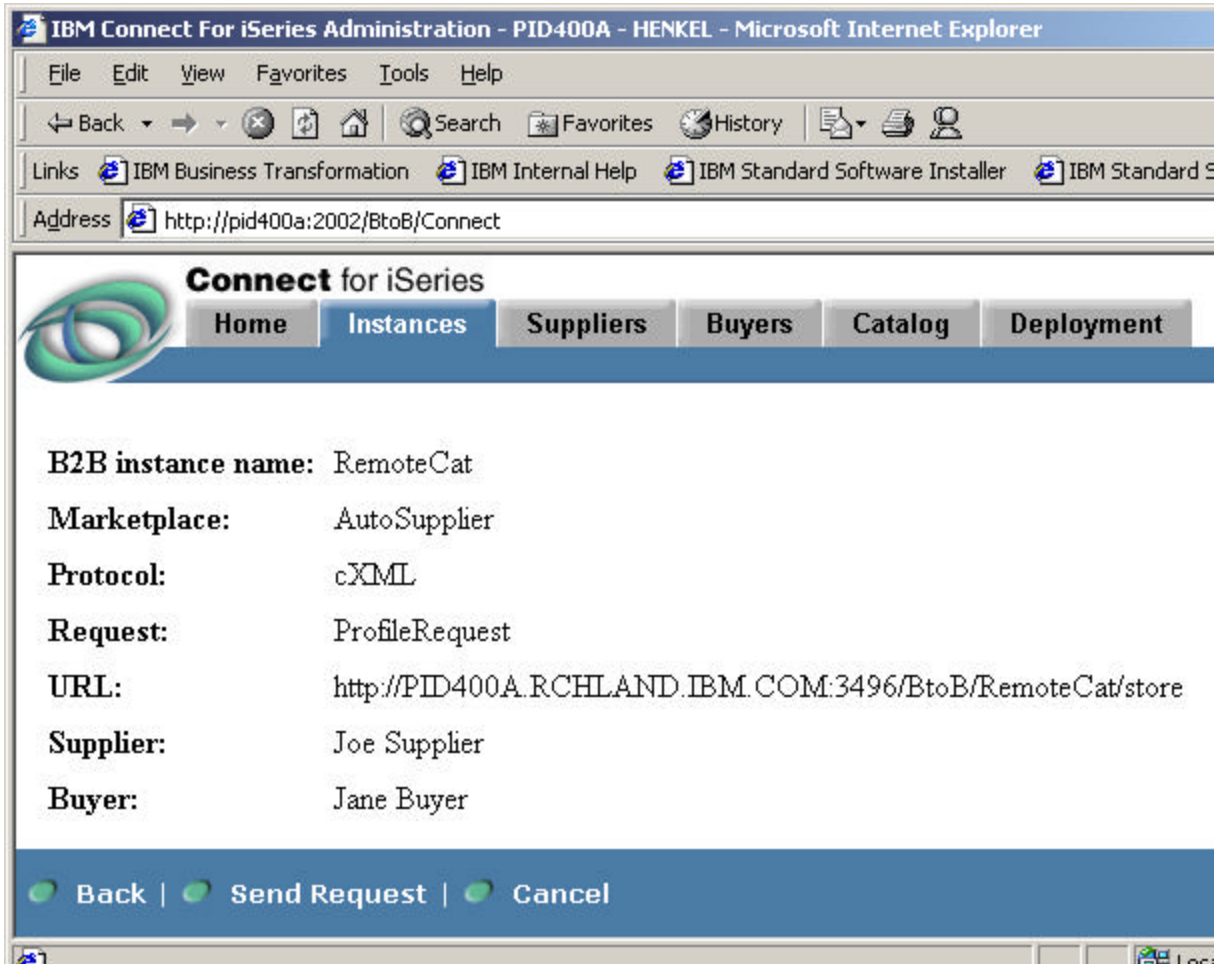 IBM Connect For iSeries Administration - PID400A - HENKEL - Microsoft Internet Explorer
File Edit View Favorites Tools Help
Back Search Favorites History
Links IBM Business Transformation IBM Internal Help IBM Standard Software Installer IBM Standard
Address http://pid400a:2002/BtoB/Connect
Connect for iSeries
Home Instances Suppliers Buyers Catalog Deployment
B2B instance name: RemoteCat
Marketplace: AutoSupplier
Protocol: cXML
Request: ProfileRequest
URL: http://PID400A.RCHLAND.IBM.COM:3496/BtoB/RemoteCat/store
Supplier: Joe Supplier
Buyer: Jane Buyer
Back | Send Request | Cancel